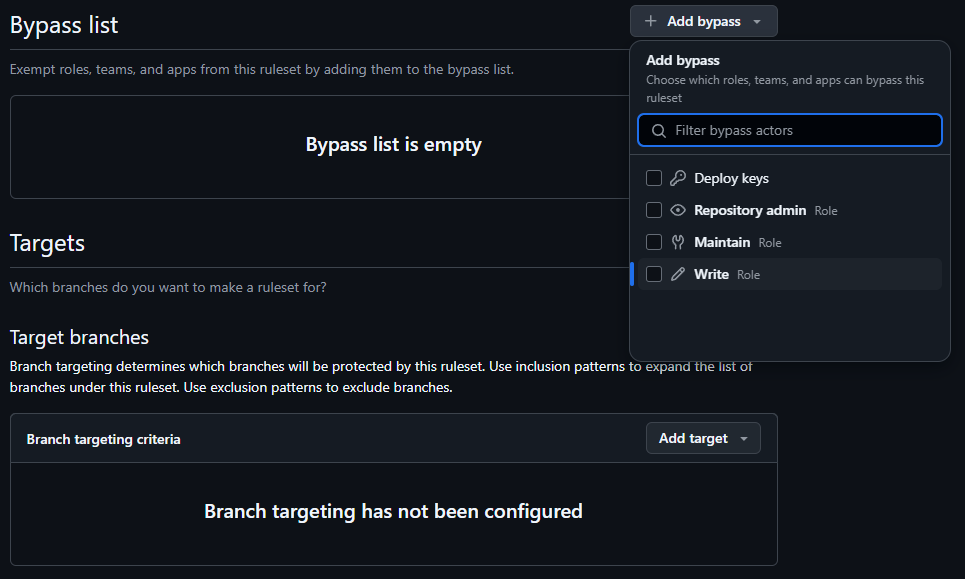 Bypass list
Add bypass
Exempt roles, teams, and apps from this ruleset by adding them to the bypass list.
Bypass list is empty
Add bypass
Choose which roles, teams, and apps can bypass this
ruleset
Filter bypass actors
Deploy keys
Repository admin Role
Maintain Role
Write Role
Targets
Which branches do you want to make a ruleset for?
Target branches
Branch targeting determines which branches will be protected by this ruleset. Use inclusion patterns to expand the list of
branches under this ruleset. Use exclusion patterns to exclude branches.
Branch targeting criteria
Add target
Branch targeting has not been configured